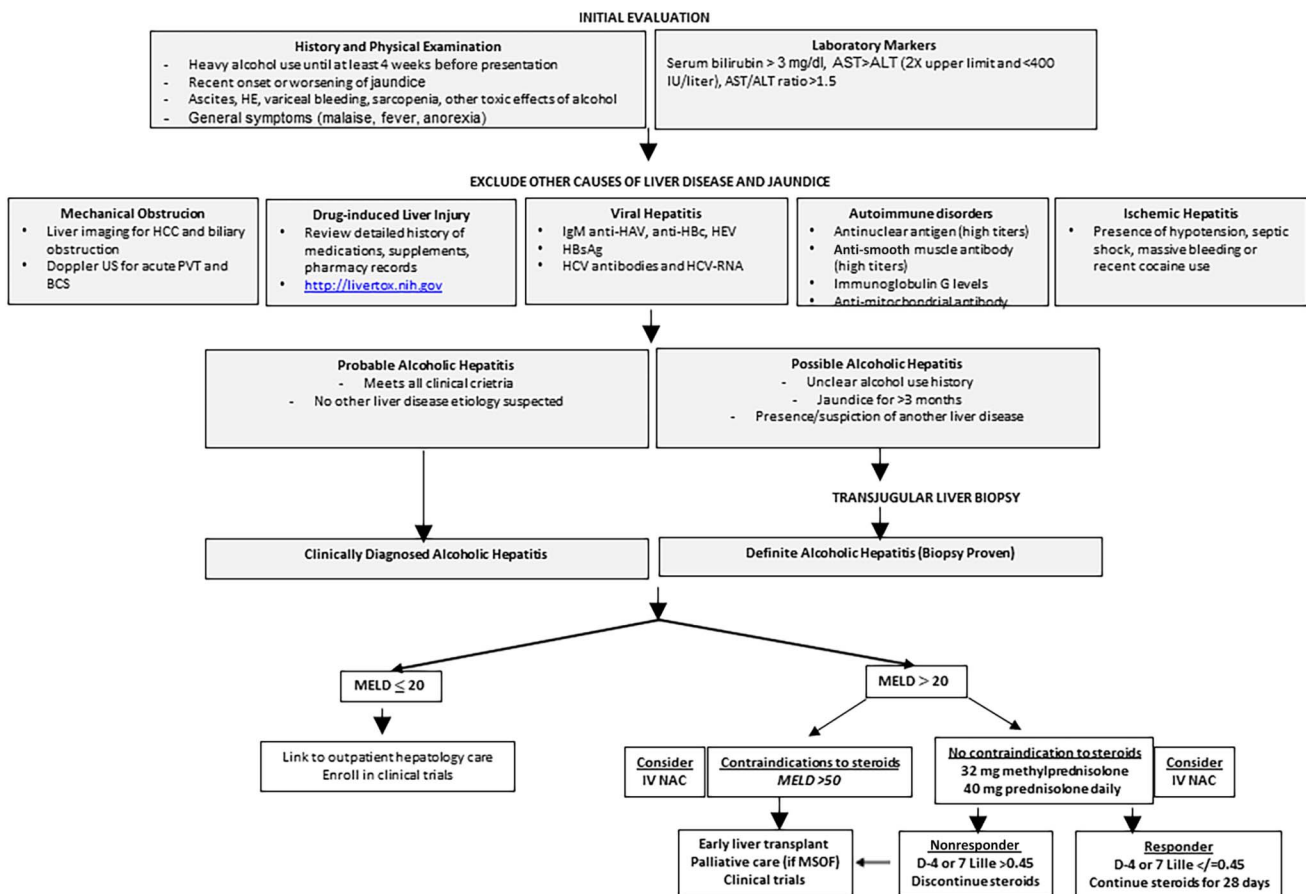 INITIAL EVALUATION
History and Physical Examination
- Heavy alcohol use until at least 4 weeks before presentation
- Recent onset or worsening of jaundice
- Ascites, HE, variceal bleeding, sarcopenia, other toxic effects of alcohol
- General symptoms (malaise, fever, anorexia)
Laboratory Markers
Serum bilirubin > 3 mg/dl, AST>ALT (2X upper limit and <400
IU/liter), AST/ALT ratio >1.5
EXCLUDE OTHER CAUSES OF LIVER DISEASE AND JAUNDICE
Mechanical Obstrucion
• Liver imaging for HCC and biliary
obstruction
• Doppler US for acute PVT and
BCS
Drug-induced Liver Injury
• Review detailed history of
medications, supplements,
pharmacy records
• http://livertox.nih.gov
Viral Hepatitis
• IgM anti-HAV, anti-HBc, HEV
• HBsAg
• HCV antibodies and HCV-RNA
Autoimmune disorders
• Antinuclear antigen (high titers)
• Anti-smooth muscle antibody
(high titers)
• Immunoglobulin G levels
• Anti-mitochondrial antibody
Ischemic Hepatitis
• Presence of hypotension, septic
shock, massive bleeding or
recent cocaine use
Probable Alcoholic Hepatitis
- Meets all clinical crietria
- No other liver disease etiology suspected
Possible Alcoholic Hepatitis
- Unclear alcohol use history
- Jaundice for >3 months
- Presence/suspicion of another liver disease
TRANSJUGULAR LIVER BIOPSY
Clinically Diagnosed Alcoholic Hepatitis
Definite Alcoholic Hepatitis (Biopsy Proven)
MELD ≤ 20
MELD > 20
Link to outpatient hepatology care
Enroll in clinical trials
Consider
IV NAC
Contraindications to steroids
MELD >50
No contraindication to steroids
32 mg methylprednisolone
40 mg prednisolone daily
Consider
IV NAC
Early liver transplant
Palliative care (if MSOF)
Clinical trials
Nonresponder
D-4 or 7 Lille >0.45
Discontinue steroids
Responder
D-4 or 7 Lille </=0.45
Continue steroids for 28 days